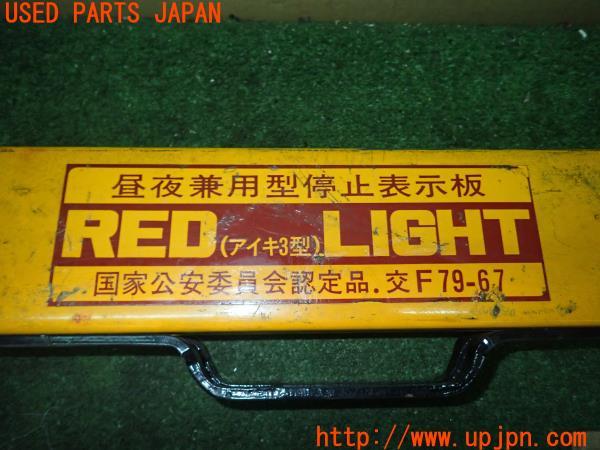 USED PARTS JAPAN
昼夜兼用型停止表示板
RED(アイキ3型)LIGHT
国家公安委員会認定品.交F79-67
http://www.upjpn.com